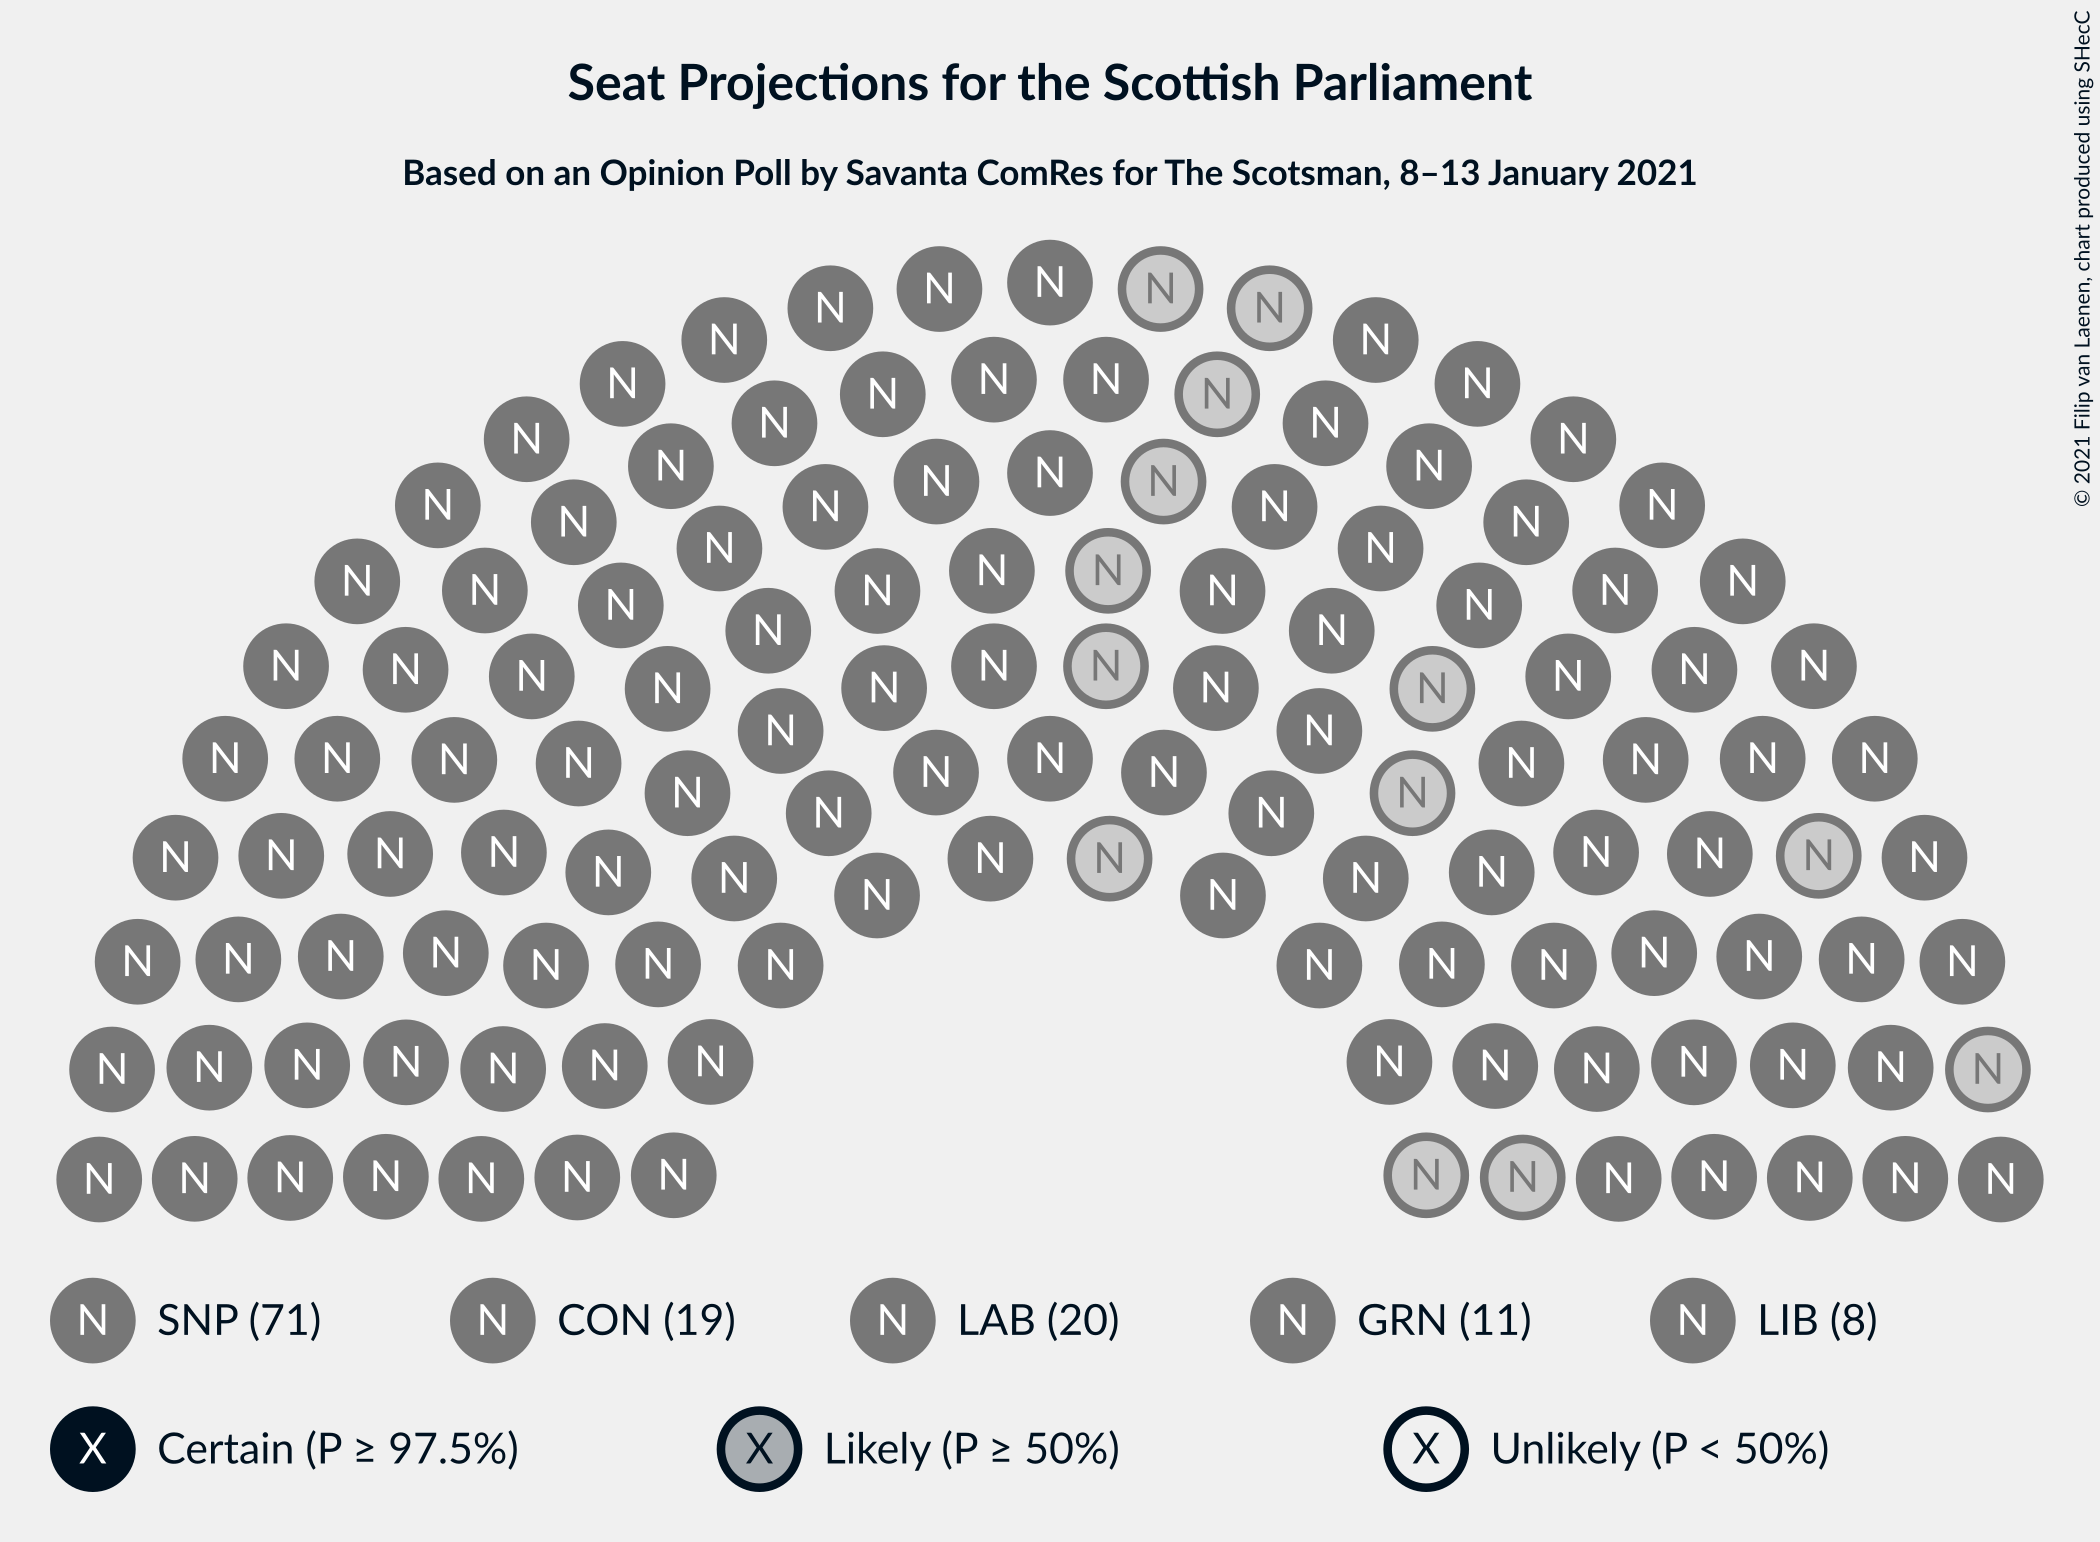 Seat Projections for the Scottish Parliament
Based on an Opinion Poll by Savanta ComRes for The Scotsman, 8–13 January 2021
© 2021 Filip van Laenen, chart produced using SHecC
N N N N N
N N N N
N N N N N N
N N N N N N
N N N N N
N N N N N N
N N N N N N
N N N N N N
N N N N N N
N N N N N N
N N N N N N
N N N N N N
N N N N N N N N
N N N N N N N N
N N N N N N N N
N N N N N N N N
N N N N N N N N N N N N N N
N N N N N N N N N N N N N N
N N N N N N N N N N N N N N
N SNP (71) N CON (19) N LAB (20) N GRN (11) N LIB (8)
X Certain (P ≥ 97.5%) X Likely (P ≥ 50%) X Unlikely (P < 50%)